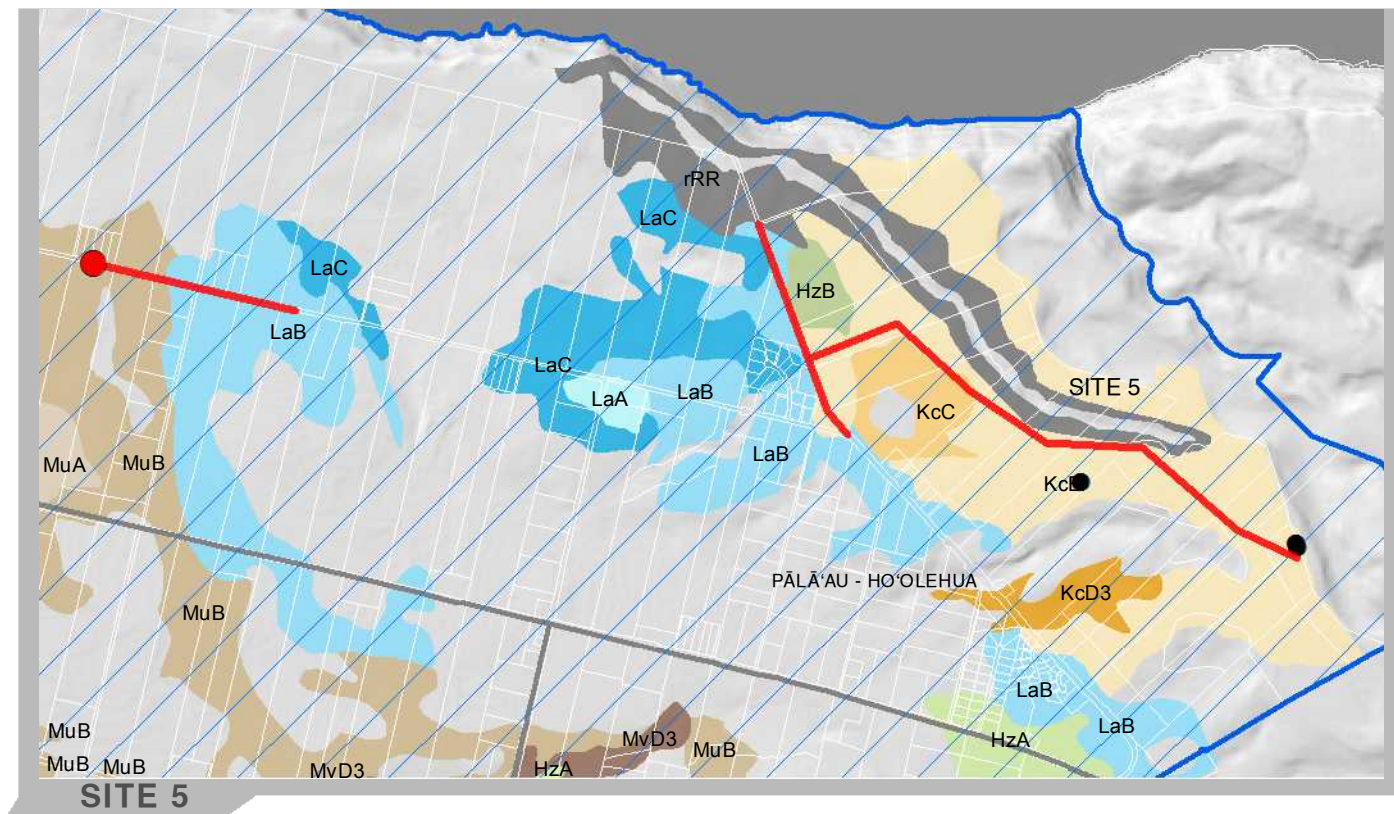 rRR
LaC
LaC
HzB
LaB
LaC
LaA
LaB
KcC
SITE 5
LaB
MuA
MuB
PĀLĀʻAU - HOʻOLEHUA
KcD3
MuB
LaB
LaB
MuB
MvD3
MuB
HzA
MuB
MuB
MvD3
HzA
SITE 5